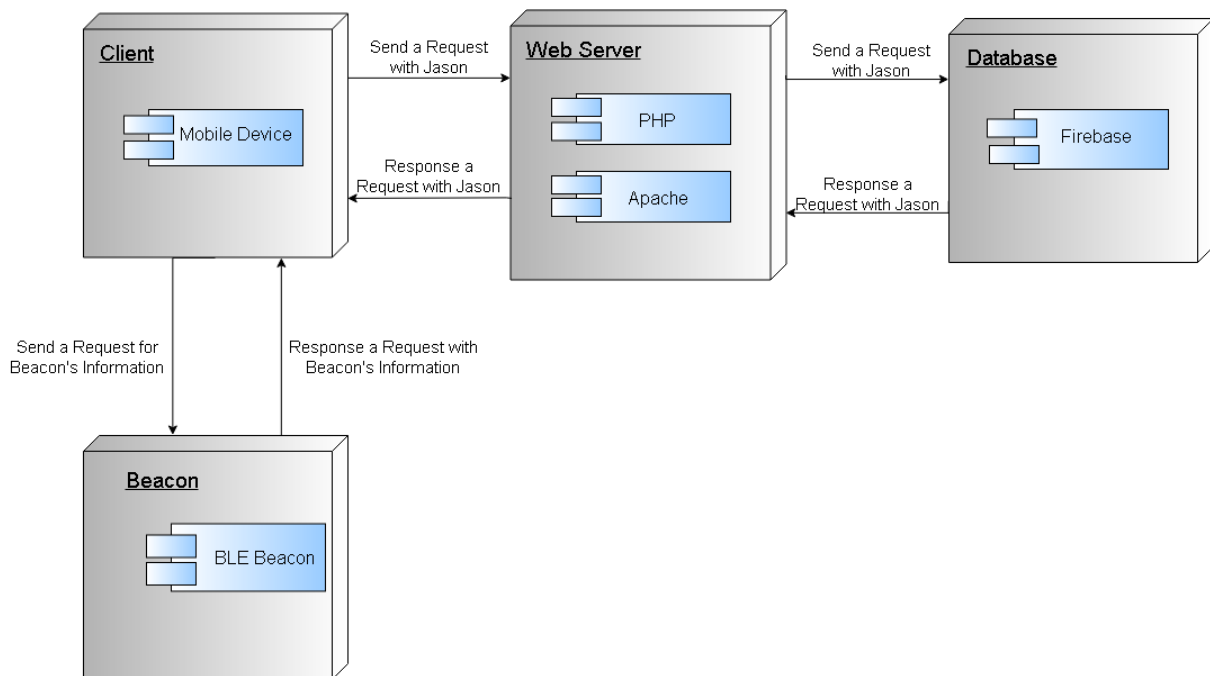 Client
Mobile Device
Send a Request
with Jason
Response a
Request with Jason
Web Server
PHP
Apache
Send a Request
with Jason
Response a
Request with Jason
Database
Firebase
Send a Request for
Beacon's Information
Response a Request with
Beacon's Information
Beacon
BLE Beacon